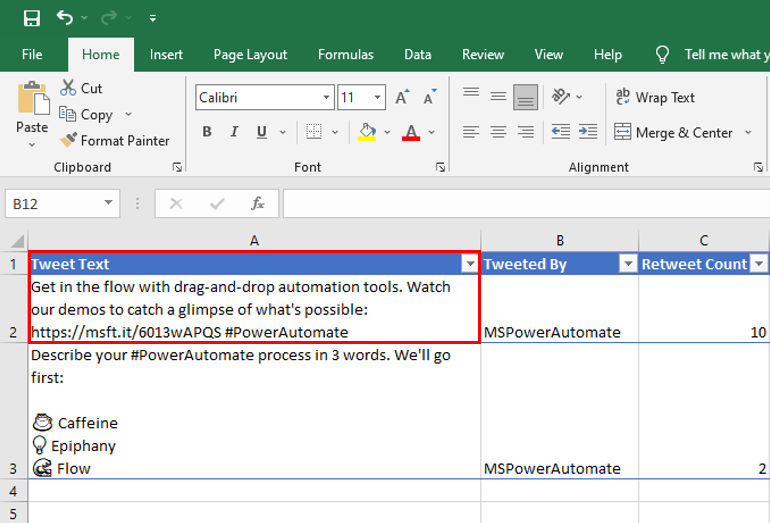 File Home Insert Page Layout Formulas Data Review View Help Tell me what y
Paste
Cut
Copy
Format Painter
Clipboard
Calibri 11 A A
B I U A
Font
ab Wrap Text
Merge & Center
Alignment
B12 fx
A B C
1 Tweet Text Tweeted By Retweet Count
Get in the flow with drag-and-drop automation tools. Watch
our demos to catch a glimpse of what's possible:
2 https://msft.it/6013wAPQS #PowerAutomate MSPowerAutomate 10
Describe your #PowerAutomate process in 3 words. We'll go
first:
Caffeine
Epiphany
3 Flow MSPowerAutomate 2
4
5